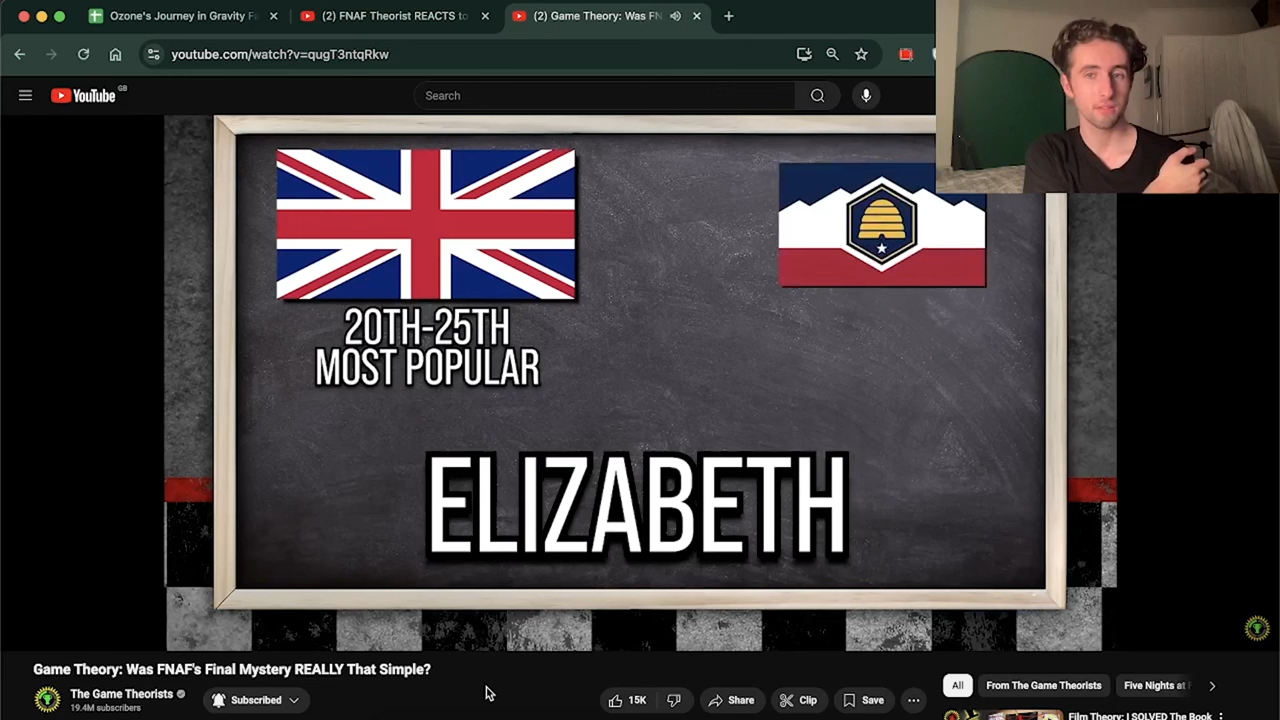 Ozone's Journey in Gravity Fa
(2) FNAF Theorist REACTS to
(2) Game Theory: Was FN
youtube.com/watch?v=qugT3ntqRkw
YouTube GB
Search
20TH-25TH
MOST POPULAR
ELIZABETH
Game Theory: Was FNAF's Final Mystery REALLY That Simple?
The Game Theorists
19.4M subscribers
Subscribed
15K
Share
Clip
Save
All
From The Game Theorists
Five Nights at
Film Theory: I SOLVED The Book